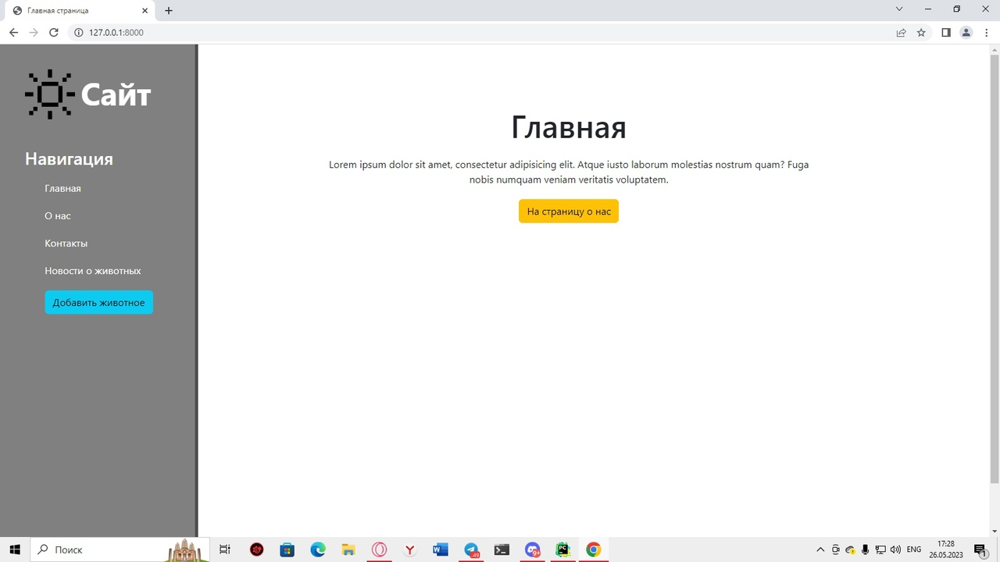 Главная страница
127.0.0.1:8000
Сайт
Навигация
Главная
О нас
Контакты
Новости о животных
Добавить животное
Главная
Lorem ipsum dolor sit amet, consectetur adipisicing elit. Atque iusto laborum molestias nostrum quam? Fuga
nobis numquam veniam veritatis voluptatem.
На страницу о нас
Поиск
ENG
17:28
26.05.2023